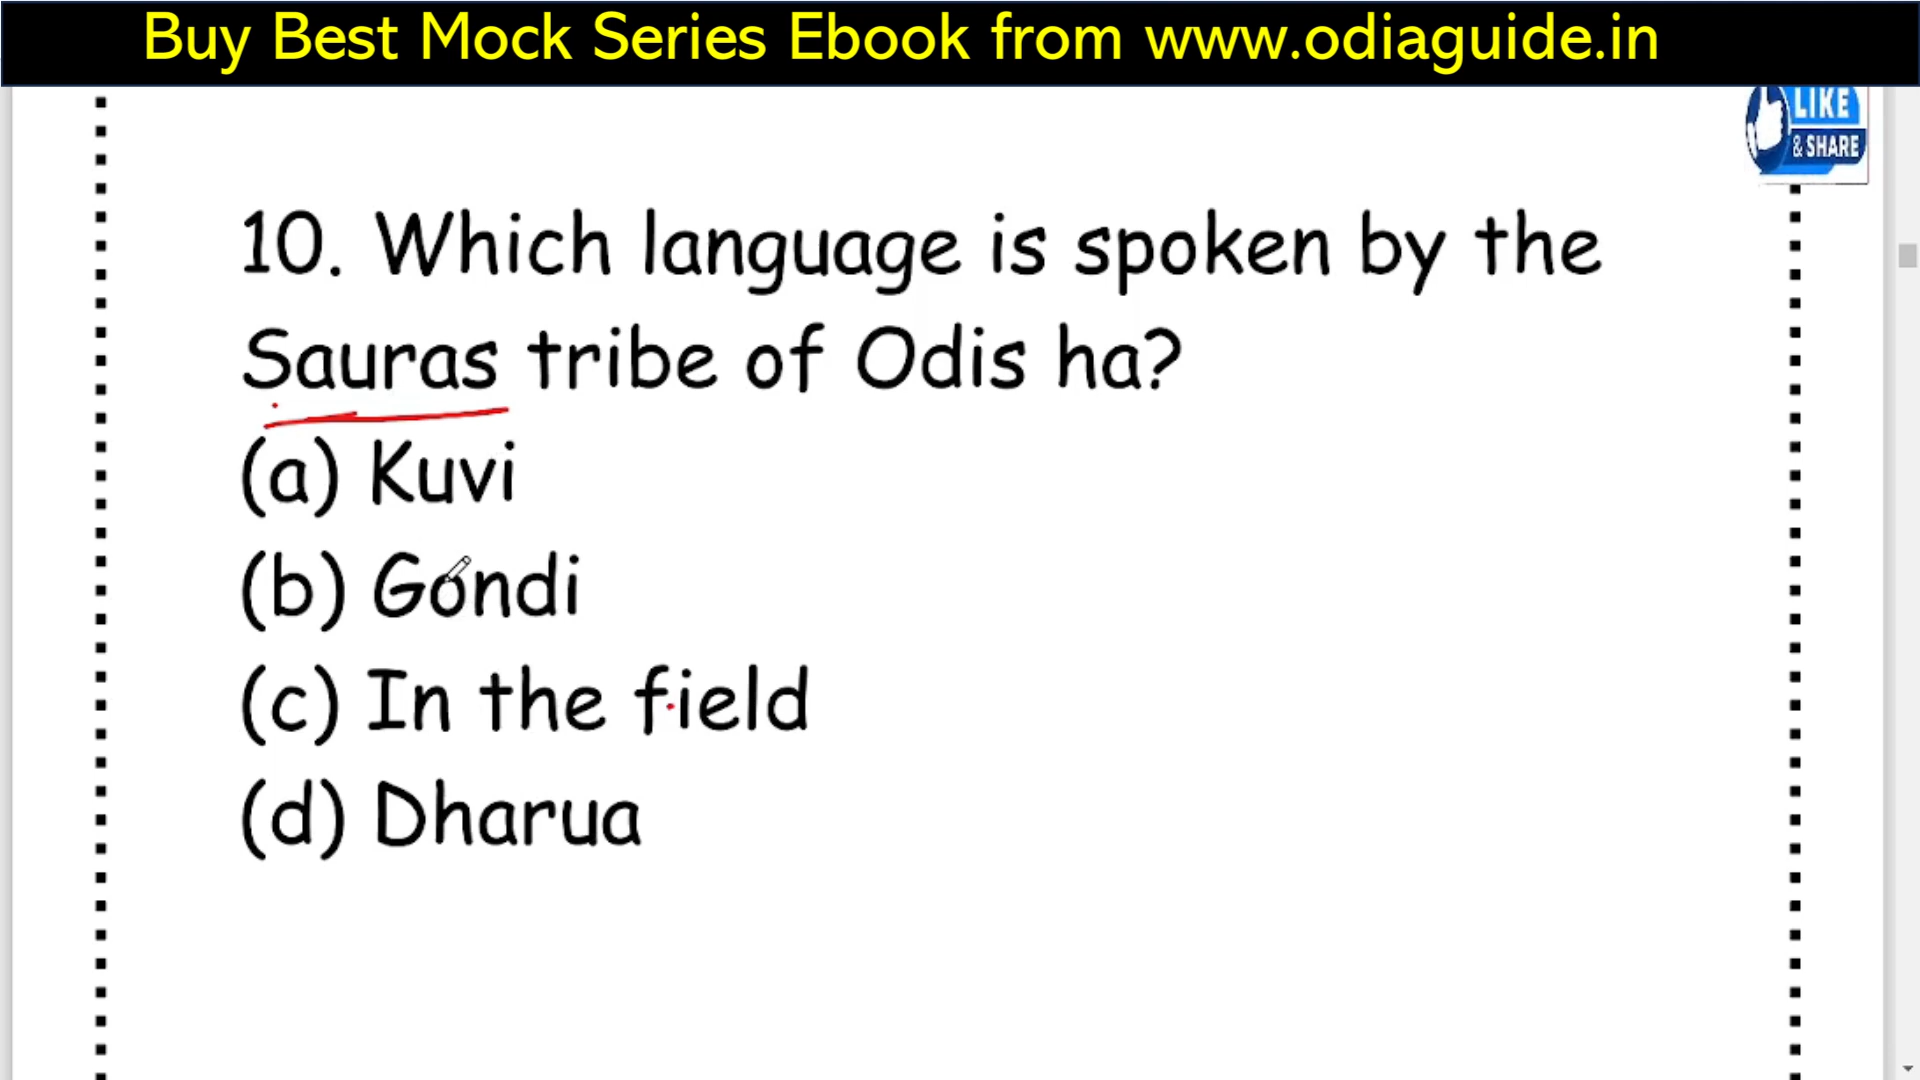 Buy Best Mock Series Ebook from www.odiaguide.in
LIKE
& SHARE
10. Which language is spoken by the
Sauras tribe of Odis ha?
(a) Kuvi
(b) Gondi
(c) In the field
(d) Dharua